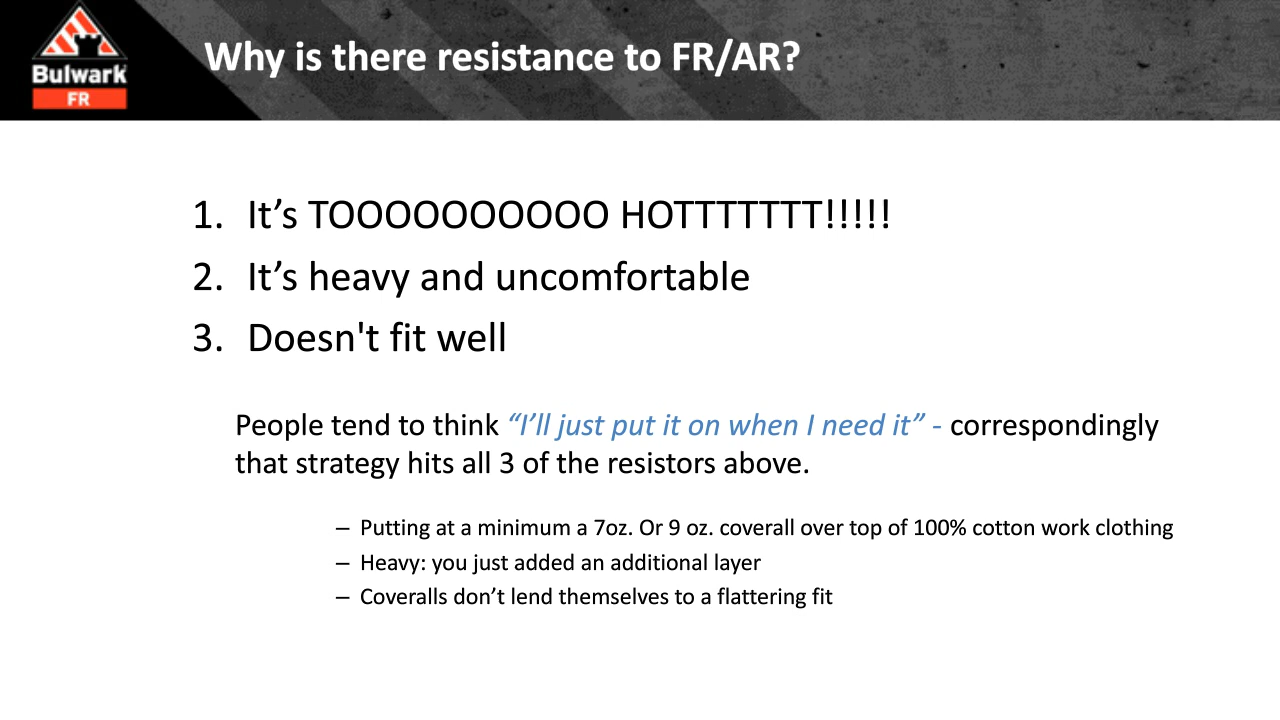 Bulwark
FR
Why is there resistance to FR/AR?
1. It’s TOOOOOOOOOO HOTTTTTTT!!!!!
2. It’s heavy and uncomfortable
3. Doesn't fit well
People tend to think “I’ll just put it on when I need it” - correspondingly
that strategy hits all 3 of the resistors above.
– Putting at a minimum a 7oz. Or 9 oz. coverall over top of 100% cotton work clothing
– Heavy: you just added an additional layer
– Coveralls don’t lend themselves to a flattering fit